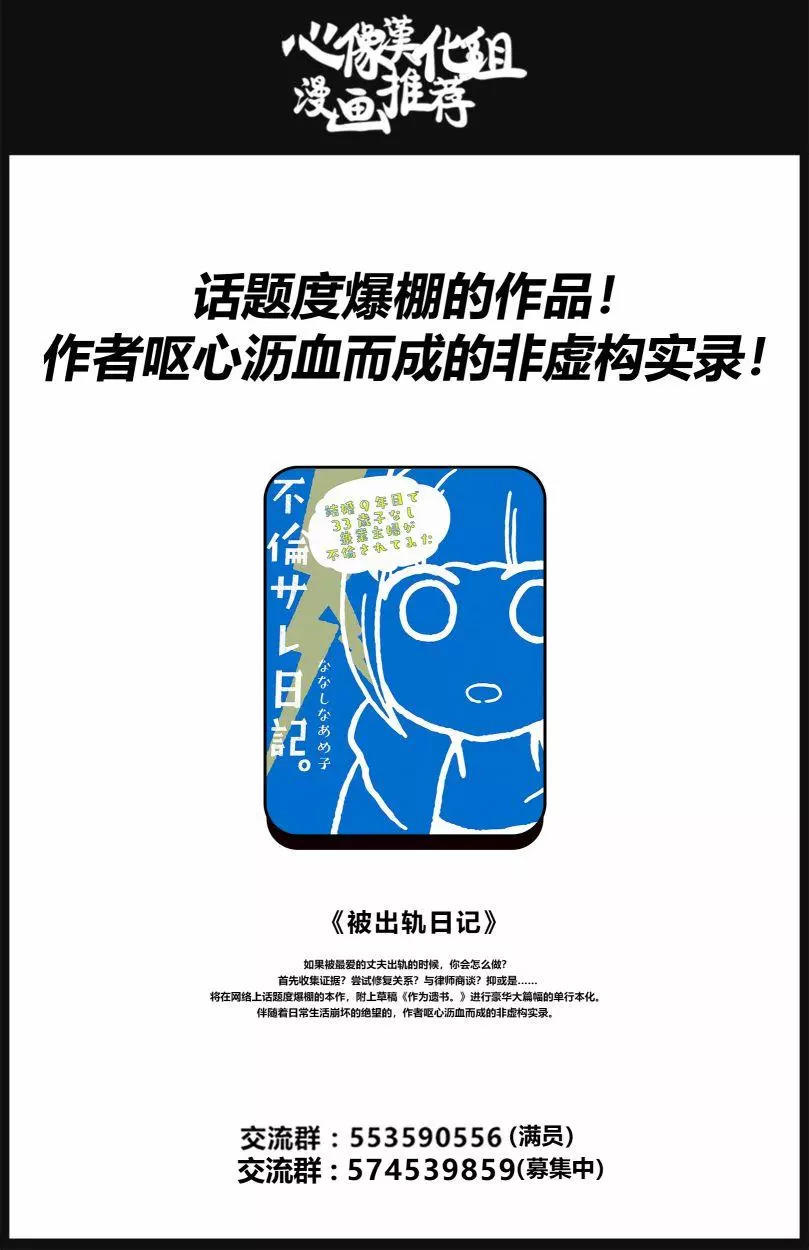 心像漢化组
漫画推荐
话题度爆棚的作品！
作者呕心沥血而成的非虚构实录！
結婚9年目で
33歳子なし
兼業主婦が
不倫されてみた
不倫サレ日記。
ななしなあめ子
《被出轨日记》
如果被最爱的丈夫出轨的时候，你会怎么做？
首先收集证据？尝试修复关系？与律师商谈？抑或是……
将在网络上话题度爆棚的本作，附上草稿《作为遗书。》进行豪华大篇幅的单行本化。
伴随着日常生活崩坏的绝望的，作者呕心沥血而成的非虚构实录。
交流群：553590556（满员）
交流群：574539859（募集中）